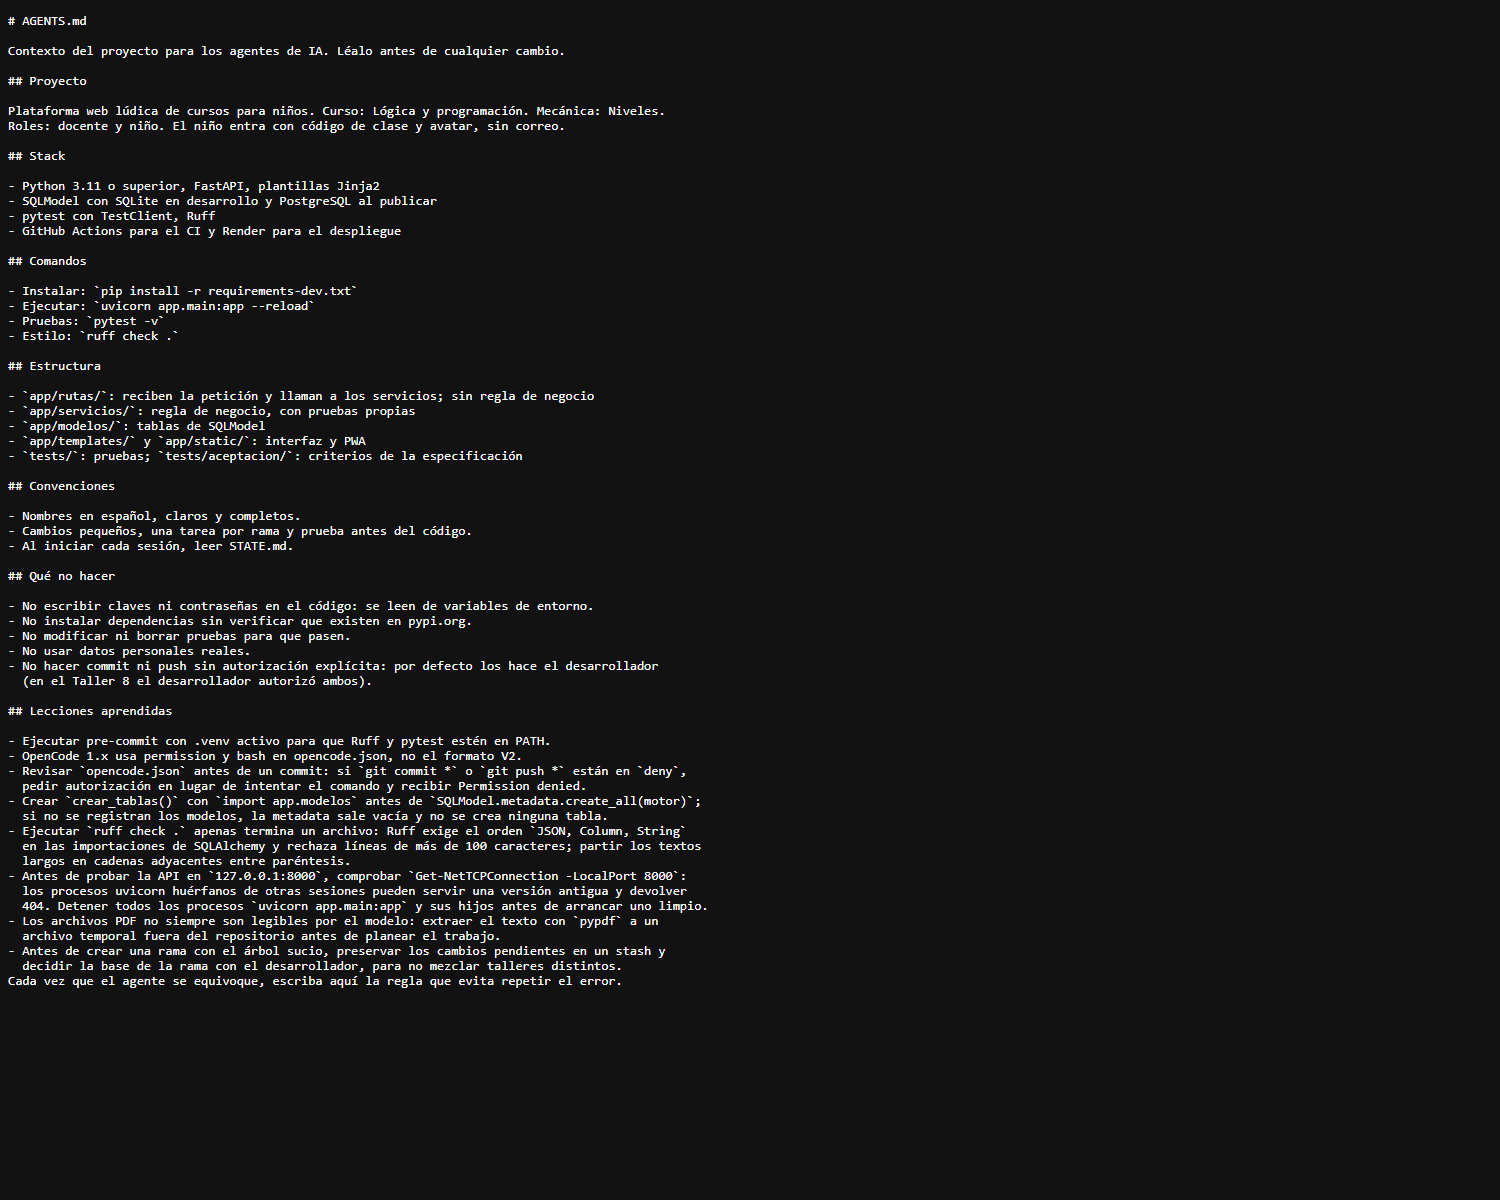 # AGENTS.md
Contexto del proyecto para los agentes de IA. Léalo antes de cualquier cambio.
## Proyecto
Plataforma web lúdica de cursos para niños. Curso: Lógica y programación. Mecánica: Niveles.
Roles: docente y niño. El niño entra con código de clase y avatar, sin correo.
## Stack
- Python 3.11 o superior, FastAPI, plantillas Jinja2
- SQLModel con SQLite en desarrollo y PostgreSQL al publicar
- pytest con TestClient, Ruff
- GitHub Actions para el CI y Render para el despliegue
## Comandos
- Instalar: `pip install -r requirements-dev.txt`
- Ejecutar: `uvicorn app.main:app --reload`
- Pruebas: `pytest -v`
- Estilo: `ruff check .`
## Estructura
- `app/rutas/`: reciben la petición y llaman a los servicios; sin regla de negocio
- `app/servicios/`: regla de negocio, con pruebas propias
- `app/modelos/`: tablas de SQLModel
- `app/templates/` y `app/static/`: interfaz y PWA
- `tests/`: pruebas; `tests/aceptacion/`: criterios de la especificación
## Convenciones
- Nombres en español, claros y completos.
- Cambios pequeños, una tarea por rama y prueba antes del código.
- Al iniciar cada sesión, leer STATE.md.
## Qué no hacer
- No escribir claves ni contraseñas en el código: se leen de variables de entorno.
- No instalar dependencias sin verificar que existen en pypi.org.
- No modificar ni borrar pruebas para que pasen.
- No usar datos personales reales.
- No hacer commit ni push sin autorización explícita: por defecto los hace el desarrollador
(en el Taller 8 el desarrollador autorizó ambos).
## Lecciones aprendidas
- Ejecutar pre-commit con .venv activo para que Ruff y pytest estén en PATH.
- OpenCode 1.x usa permission y bash en opencode.json, no el formato V2.
- Revisar `opencode.json` antes de un commit: si `git commit *` o `git push *` están en `deny`,
pedir autorización en lugar de intentar el comando y recibir Permission denied.
- Crear `crear_tablas()` con `import app.modelos` antes de `SQLModel.metadata.create_all(motor)`;
si no se registran los modelos, la metadata sale vacía y no se crea ninguna tabla.
- Ejecutar `ruff check .` apenas termina un archivo: Ruff exige el orden `JSON, Column, String`
en las importaciones de SQLAlchemy y rechaza líneas de más de 100 caracteres; partir los textos
largos en cadenas adyacentes entre paréntesis.
- Antes de probar la API en `127.0.0.1:8000`, comprobar `Get-NetTCPConnection -LocalPort 8000`:
los procesos uvicorn huérfanos de otras sesiones pueden servir una versión antigua y devolver
404. Detener todos los procesos `uvicorn app.main:app` y sus hijos antes de arrancar uno limpio.
- Los archivos PDF no siempre son legibles por el modelo: extraer el texto con `pypdf` a un
archivo temporal fuera del repositorio antes de planear el trabajo.
- Antes de crear una rama con el árbol sucio, preservar los cambios pendientes en un stash y
decidir la base de la rama con el desarrollador, para no mezclar talleres distintos.
Cada vez que el agente se equivoque, escriba aquí la regla que evita repetir el error.